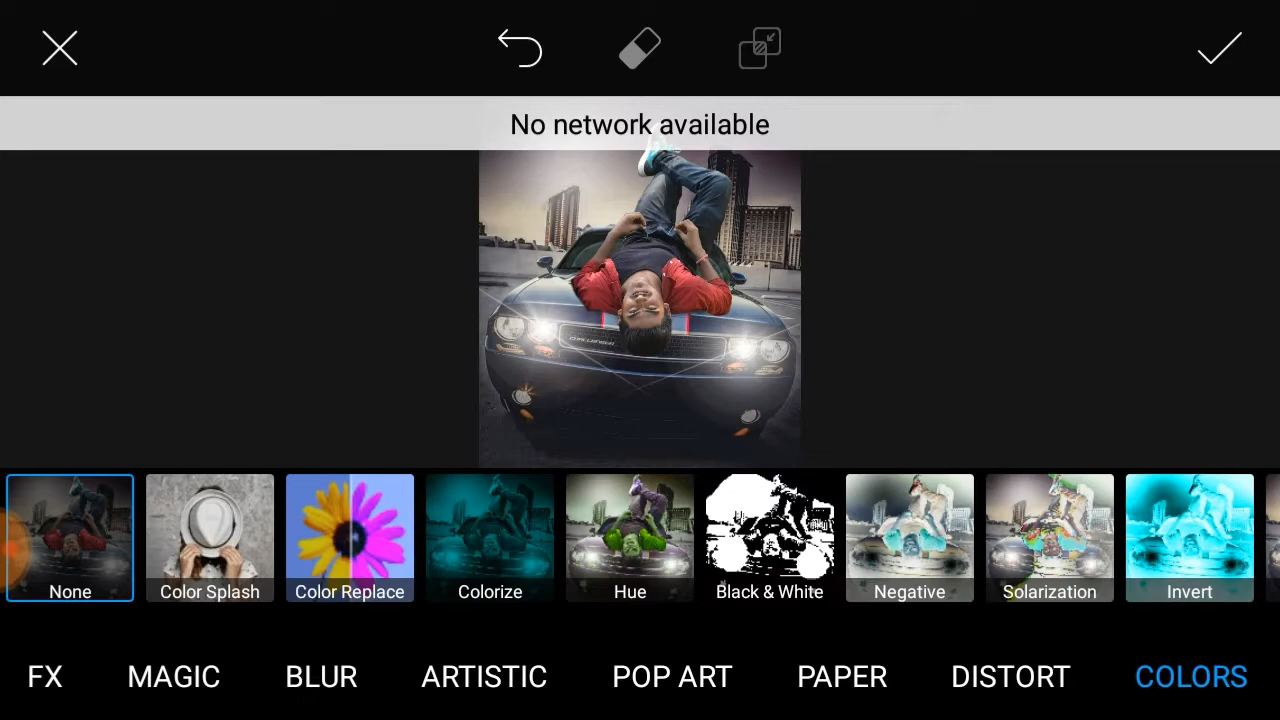 No network available
CHALLENGER
None
Color Splash
Color Replace
Colorize
Hue
Black & White
Negative
Solarization
Invert
FX
MAGIC
BLUR
ARTISTIC
POP ART
PAPER
DISTORT
COLORS